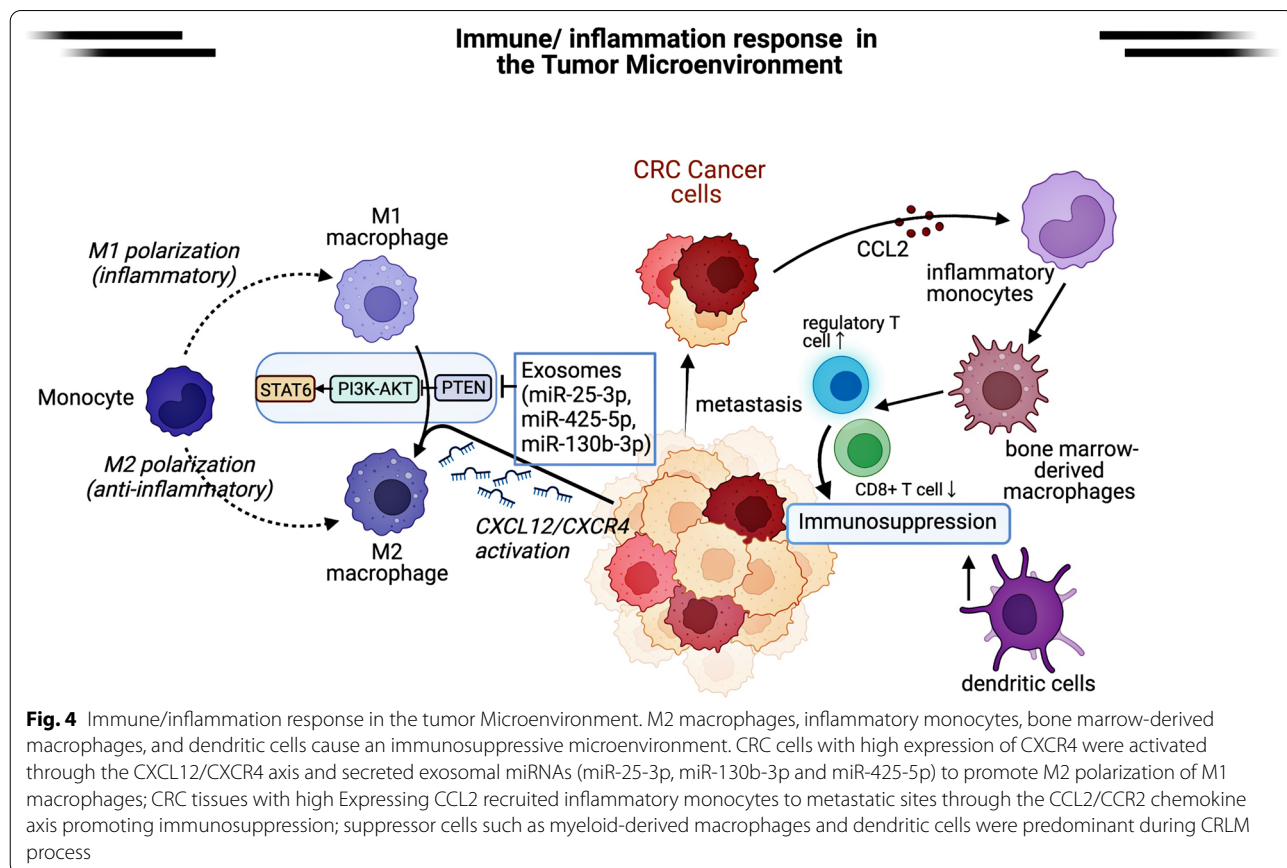 Immune/ inflammation response in
the Tumor Microenvironment
CRC Cancer
cells
M1
macrophage
M1 polarization
(inflammatory)
CCL2
inflammatory
monocytes
regulatory T
cell ↑
Exosomes
(miR-25-3p,
miR-425-5p,
miR-130b-3p)
STAT6
PI3K-AKT
PTEN
Monocyte
metastasis
M2 polarization
(anti-inflammatory)
bone marrow-
derived
macrophages
CD8+ T cell ↓
Immunosuppression
CXCL12/CXCR4
activation
M2
macrophage
dendritic cells
Fig. 4 Immune/inflammation response in the tumor Microenvironment. M2 macrophages, inflammatory monocytes, bone marrow-derived
macrophages, and dendritic cells cause an immunosuppressive microenvironment. CRC cells with high expression of CXCR4 were activated
through the CXCL12/CXCR4 axis and secreted exosomal miRNAs (miR-25-3p, miR-130b-3p and miR-425-5p) to promote M2 polarization of M1
macrophages; CRC tissues with high Expressing CCL2 recruited inflammatory monocytes to metastatic sites through the CCL2/CCR2 chemokine
axis promoting immunosuppression; suppressor cells such as myeloid-derived macrophages and dendritic cells were predominant during CRLM
process